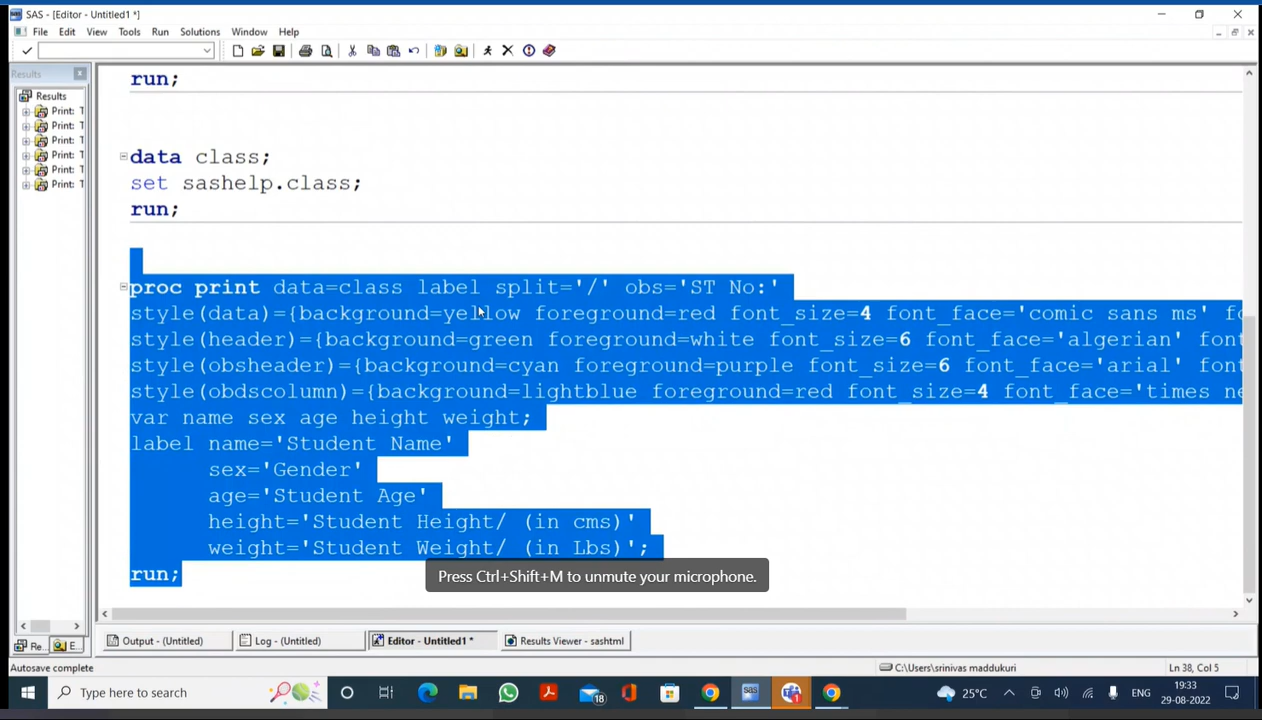 SAS - [Editor - Untitled1 *]
File Edit View Tools Run Solutions Window Help
Results
Results
Print: T
Print: T
Print: T
Print: T
Print: T
Print: T
run;
data class;
set sashelp.class;
run;
proc print data=class label split='/' obs='ST No:'
style(data)={background=yellow foreground=red font_size=4 font_face='comic sans ms' fo
style(header)={background=green foreground=white font_size=6 font_face='algerian' font
style(obsheader)={background=cyan foreground=purple font_size=6 font_face='arial' font
style(obdscolumn)={background=lightblue foreground=red font_size=4 font_face='times ne
var name sex age height weight;
label name='Student Name'
sex='Gender'
age='Student Age'
height='Student Height/ (in cms)'
weight='Student Weight/ (in Lbs)';
run;
Press Ctrl+Shift+M to unmute your microphone.
Re... E...
Output - (Untitled) Log - (Untitled) Editor - Untitled1 * Results Viewer - sashtml
Autosave complete C:\Users\srinivas maddukuri Ln 38, Col 5
Type here to search 18 sas 1 25°C ENG 19:33
29-08-2022